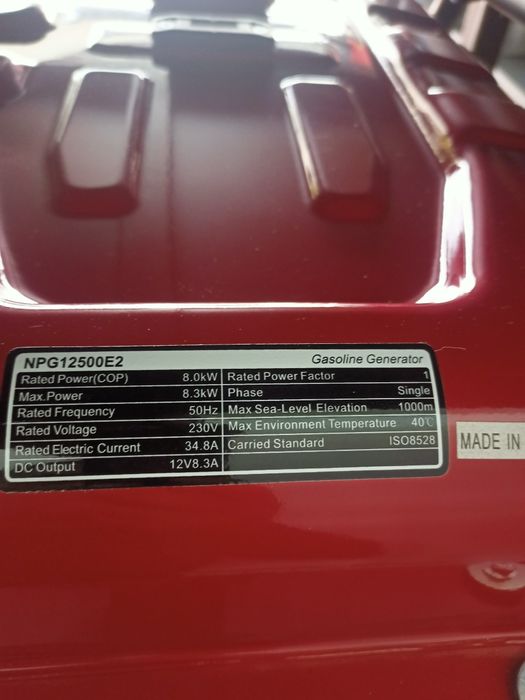 NPG12500E2 Gasoline Generator
Rated Power(COP) 8.0kW Rated Power Factor 1
Max.Power 8.3kW Phase Single
Rated Frequency 50Hz Max Sea-Level Elevation 1000m
Rated Voltage 230V Max Environment Temperature 40℃
Rated Electric Current 34.8A Carried Standard ISO8528
DC Output 12V8.3A
MADE IN